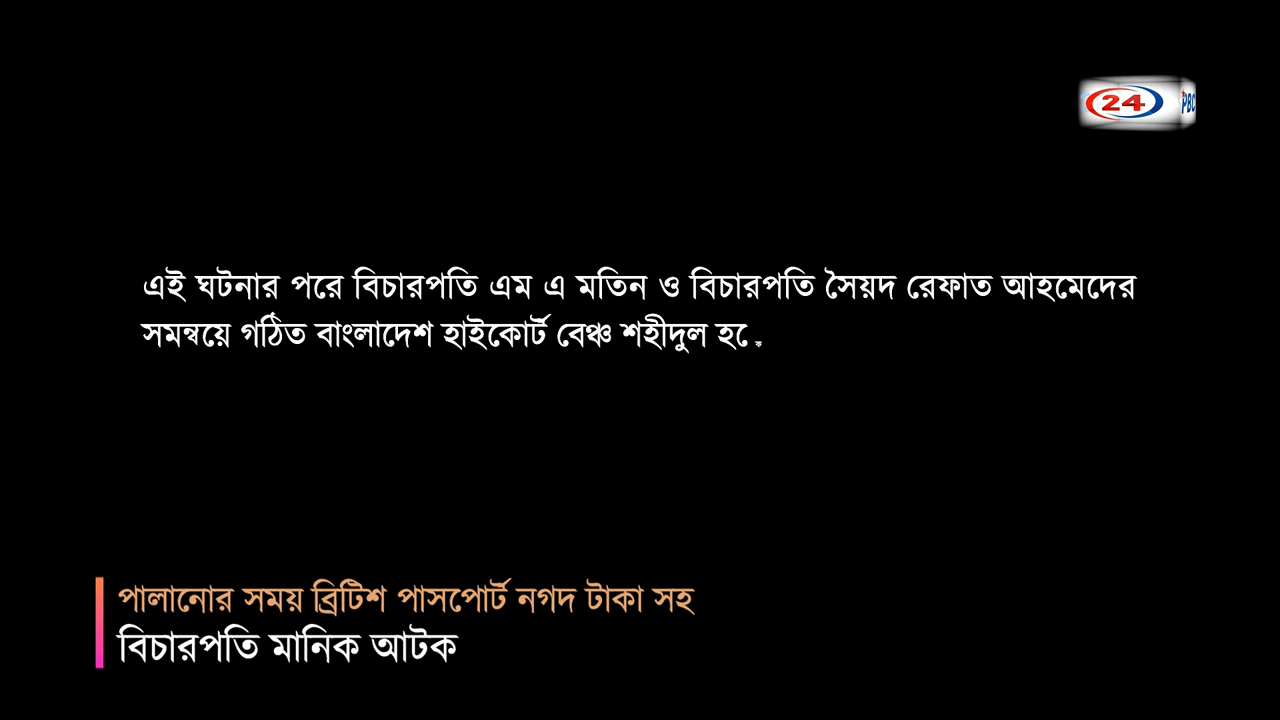 24 PBC
এই ঘটনার পরে বিচারপতি এম এ মতিন ও বিচারপতি সৈয়দ রেফাত আহমেদের
সমন্বয়ে গঠিত বাংলাদেশ হাইকোর্ট বেঞ্চ শহীদুল
পালানোর সময় ব্রিটিশ পাসপোর্ট নগদ টাকা সহ
বিচারপতি মানিক আটক